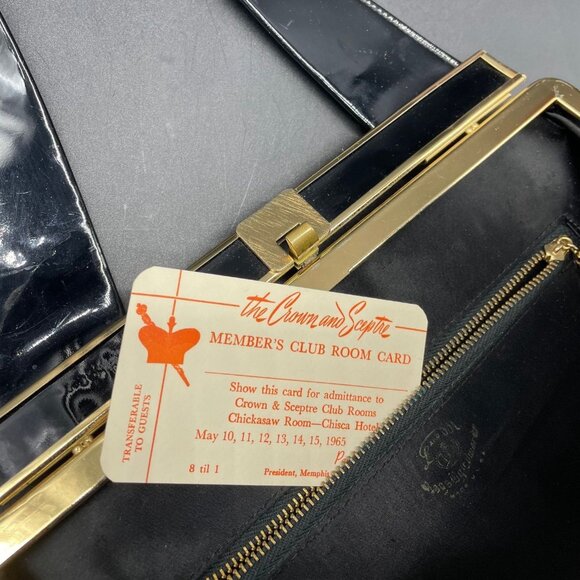 the Crown and Sceptre
MEMBER'S CLUB ROOM CARD
Show this card for admittance to
Crown & Sceptre Club Rooms
Chickasaw Room—Chisca Hotel
May 10, 11, 12, 13, 14, 15, 1965
8 til 1
President, Memphis
TRANSFERABLE
TO GUESTS